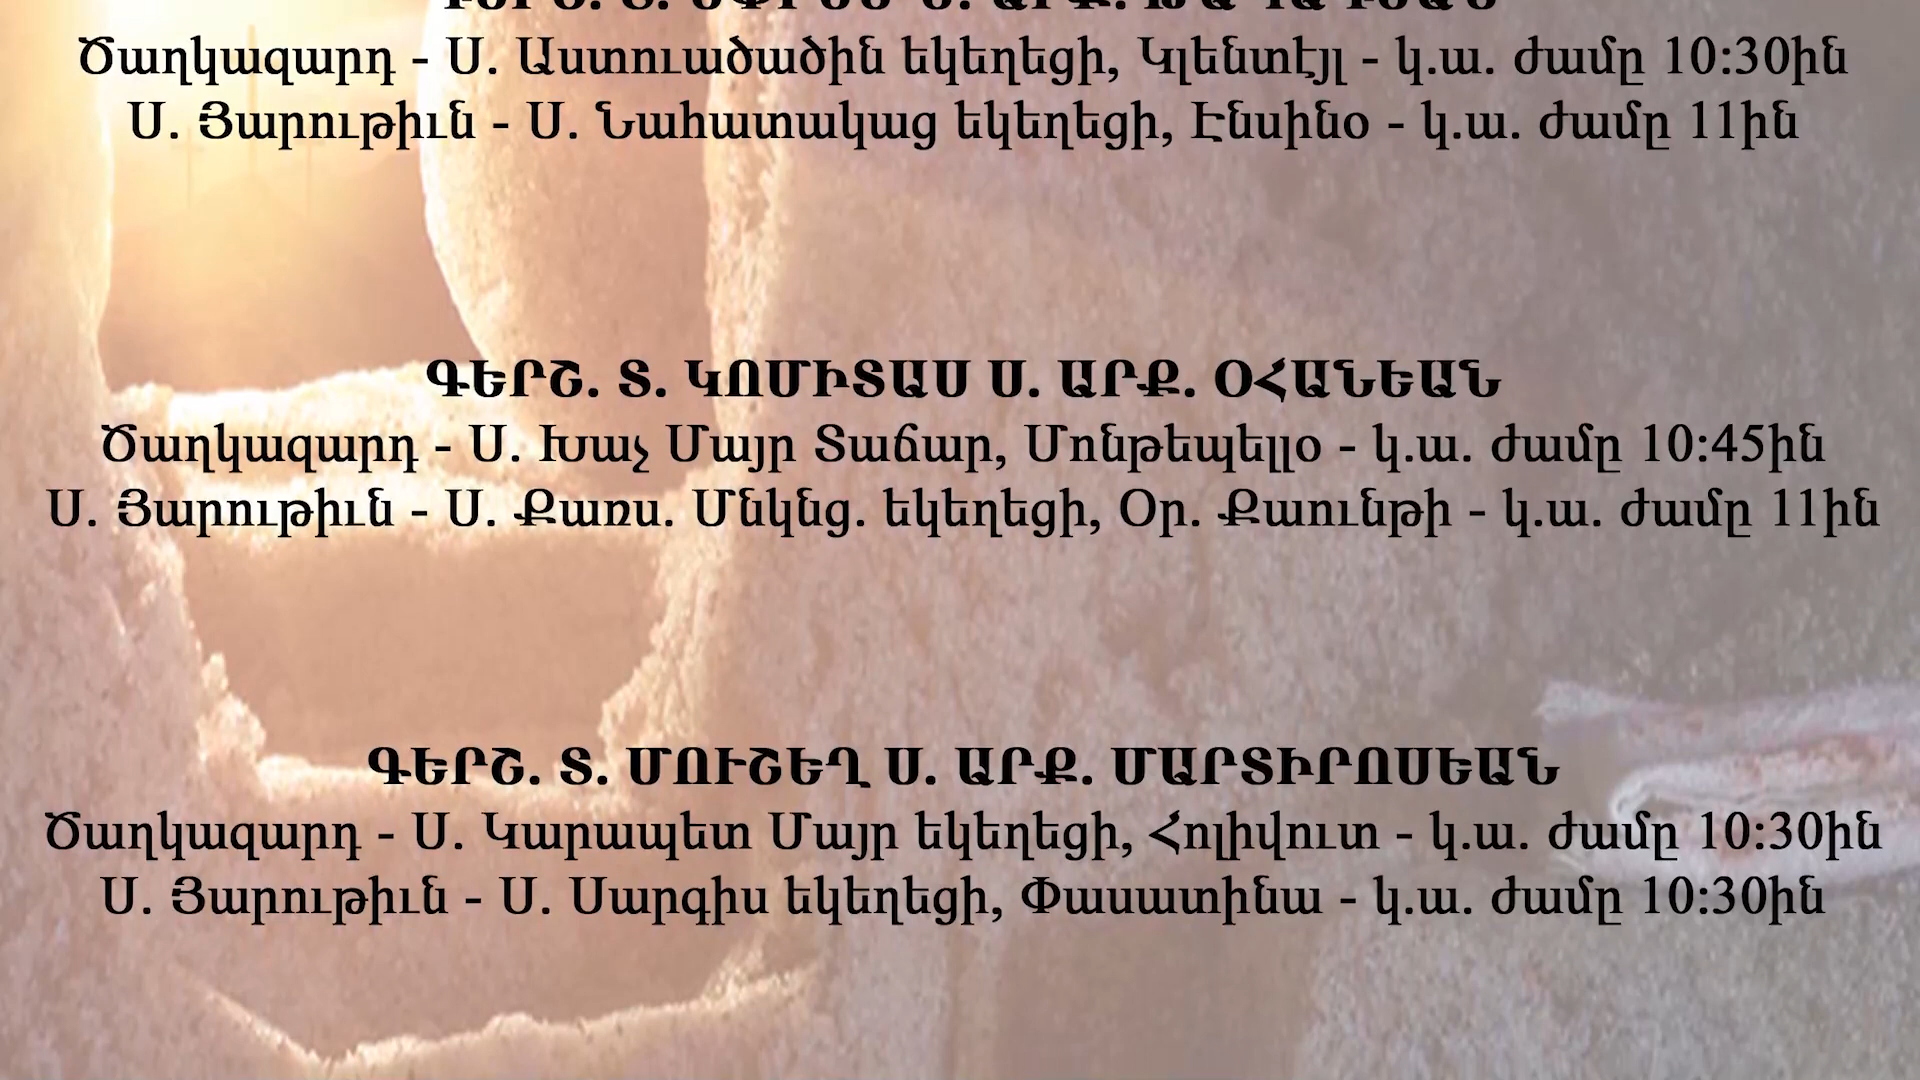 Ծաղկազարդ - Ս. Աստուածածին եկեղեցի, Կլենտէյլ - կ.ա. ժամը 10:30ին
Ս. Յարութիւն - Ս. Նահատակաց եկեղեցի, Էնսինօ - կ.ա. ժամը 11ին
ԳԵՐՇ. Տ. ԿՈՄԻՏԱՍ Ս. ԱՐՔ. ՕՀԱՆԵԱՆ
Ծաղկազարդ - Ս. Խաչ Մայր Տաճար, Մոնթեպելլօ - կ.ա. ժամը 10:45ին
Ս. Յարութիւն - Ս. Քառս. Մնկնց. եկեղեցի, Օր. Քաունթի - կ.ա. ժամը 11ին
ԳԵՐՇ. Տ. ՄՈՒՇԵՂ Ս. ԱՐՔ. ՄԱՐՏԻՐՈՍԵԱՆ
Ծաղկազարդ - Ս. Կարապետ Մայր եկեղեցի, Հոլիվուտ - կ.ա. ժամը 10:30ին
Ս. Յարութիւն - Ս. Սարգիս եկեղեցի, Փասատինա - կ.ա. ժամը 10:30ին